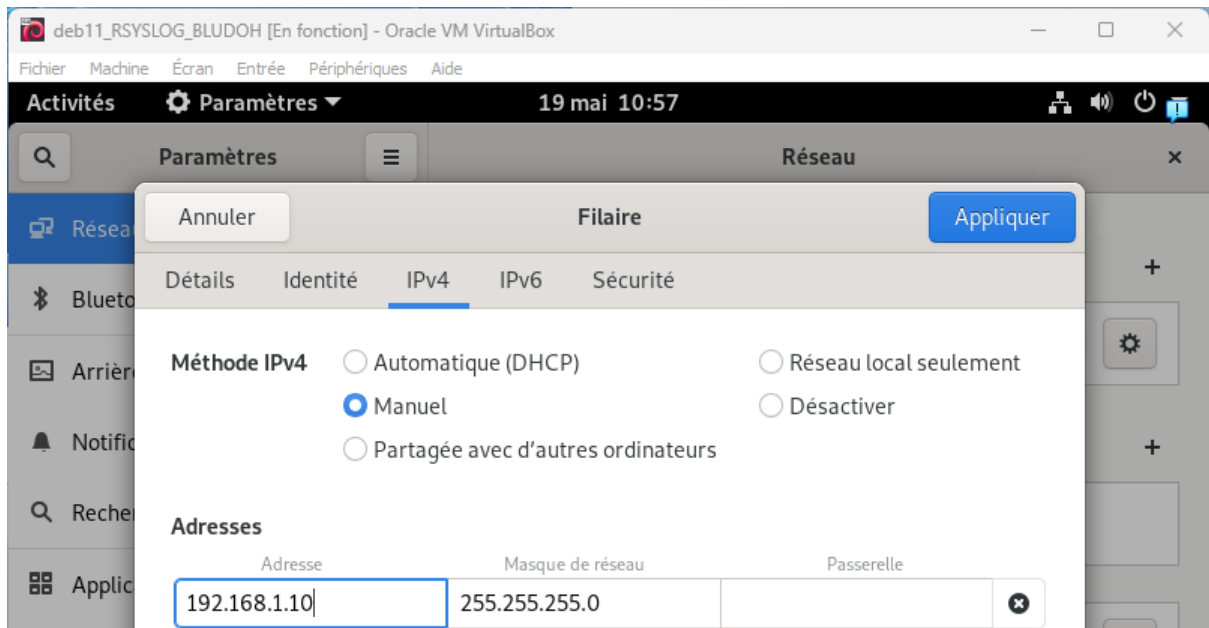 deb11_RSYSLOG_BLUDOH [En fonction] - Oracle VM VirtualBox
Fichier Machine Écran Entrée Périphériques Aide
Activités Paramètres 19 mai 10:57
Paramètres Réseau
Annuler Filaire Appliquer
Réseau
Détails Identité IPv4 IPv6 Sécurité
Blueto
Méthode IPv4 Automatique (DHCP) Réseau local seulement
Arrièr
Manuel Désactiver
Notific
Partagée avec d'autres ordinateurs
Recher
Adresses
Adresse Masque de réseau Passerelle
Applic
192.168.1.10 255.255.255.0